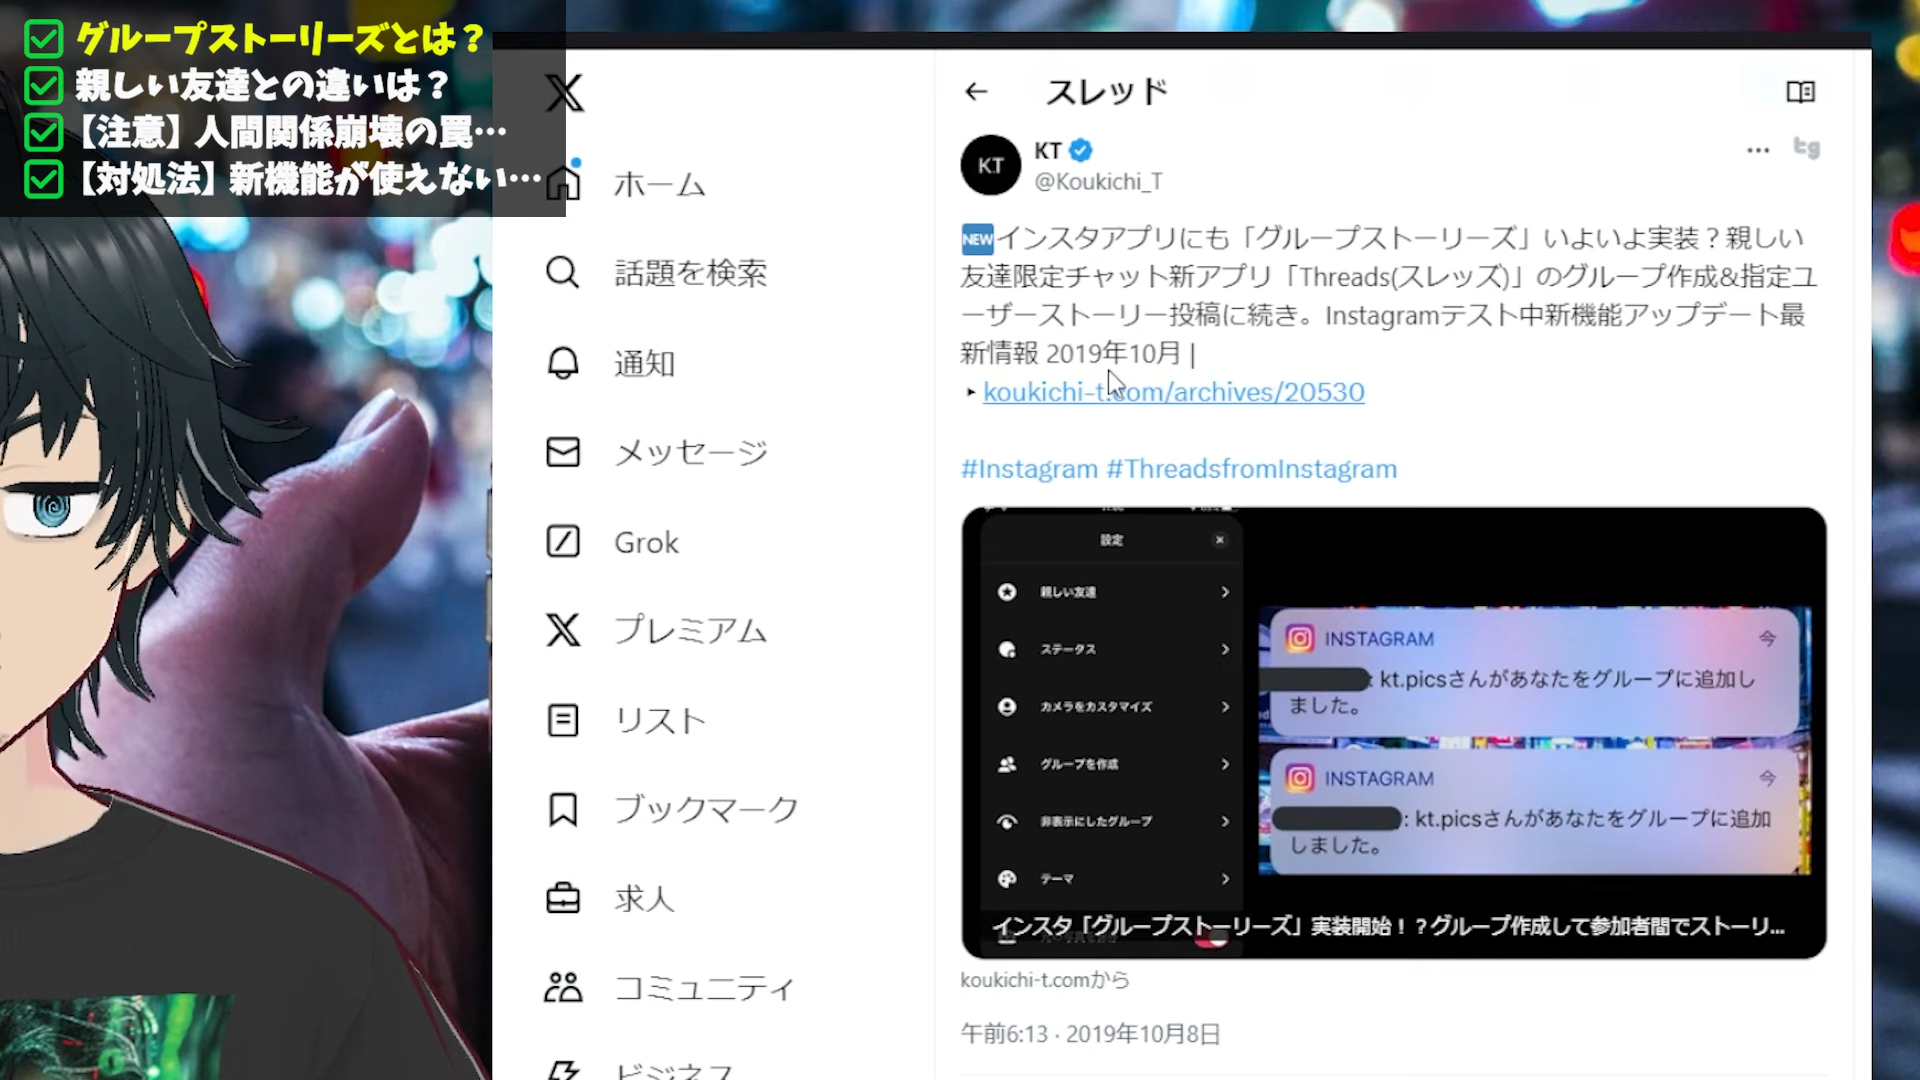 グループストーリーズとは？
親しい友達との違いは？
【注意】人間関係崩壊の罠…
【対処法】新機能が使えない…
ホーム
話題を検索
通知
メッセージ
Grok
プレミアム
リスト
ブックマーク
求人
コミュニティ
ビジネス
スレッド
KT
KT
@Koukichi_T
NEWインスタアプリにも「グループストーリーズ」いよいよ実装？親しい
友達限定チャット新アプリ「Threads(スレッズ)」のグループ作成&指定ユ
ーザーストーリー投稿に続き。Instagramテスト中新機能アップデート最
新情報 2019年10月 |
‣ koukichi-t.com/archives/20530
#Instagram #ThreadsfromInstagram
設定
親しい友達
ステータス
カメラをカスタマイズ
グループを作成
非表示にしたグループ
テーマ
INSTAGRAM 今
: kt.picsさんがあなたをグループに追加し
ました。
INSTAGRAM 今
: kt.picsさんがあなたをグループに追加
しました。
インスタ「グループストーリーズ」実装開始！？グループ作成して参加者間でストーリ...
koukichi-t.comから
午前6:13 · 2019年10月8日